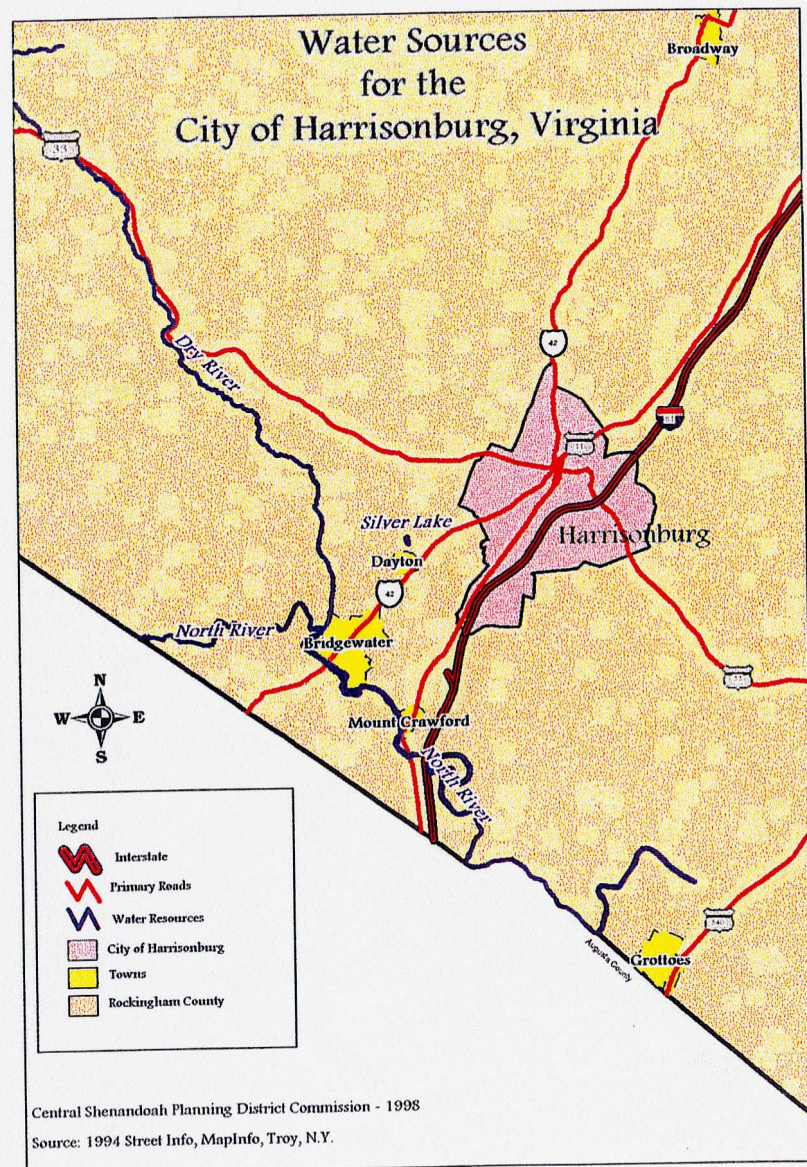 Water Sources
for the
City of Harrisonburg, Virginia
Broadway
33
Dry River
42
11
81
Harrisonburg
Silver Lake
Dayton
42
North River
Bridgewater
N
W E
S
Mount Crawford
North River
33
340
Grottoes
Augusta County
Legend
Interstate
Primary Roads
Water Resources
City of Harrisonburg
Towns
Rockingham County
Central Shenandoah Planning District Commission - 1998
Source: 1994 Street Info, MapInfo, Troy, N.Y.